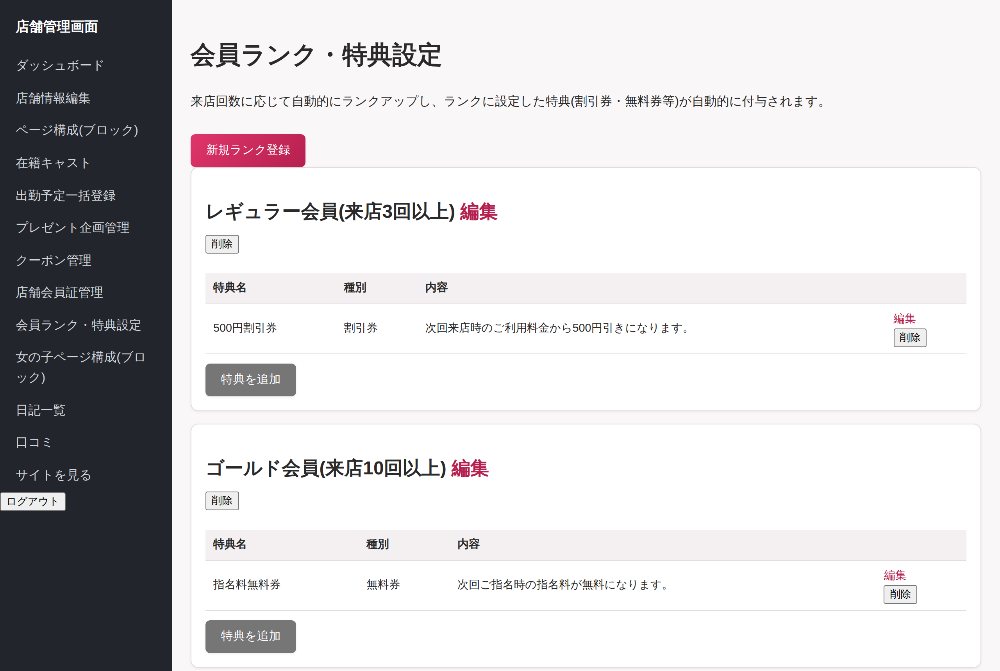 店舗管理画面
ダッシュボード
店舗情報編集
ページ構成(ブロック)
在籍キャスト
出勤予定一括登録
プレゼント企画管理
クーポン管理
店舗会員証管理
会員ランク・特典設定
女の子ページ構成(ブロ
ック)
日記一覧
口コミ
サイトを見る
ログアウト
会員ランク・特典設定
来店回数に応じて自動的にランクアップし、ランクに設定した特典(割引券・無料券等)が自動的に付与されます。
新規ランク登録
レギュラー会員(来店3回以上) 編集
削除
特典名 種別 内容
500円割引券 割引券 次回来店時のご利用料金から500円引きになります。 編集
削除
特典を追加
ゴールド会員(来店10回以上) 編集
削除
特典名 種別 内容
指名料無料券 無料券 次回ご指名時の指名料が無料になります。 編集
削除
特典を追加